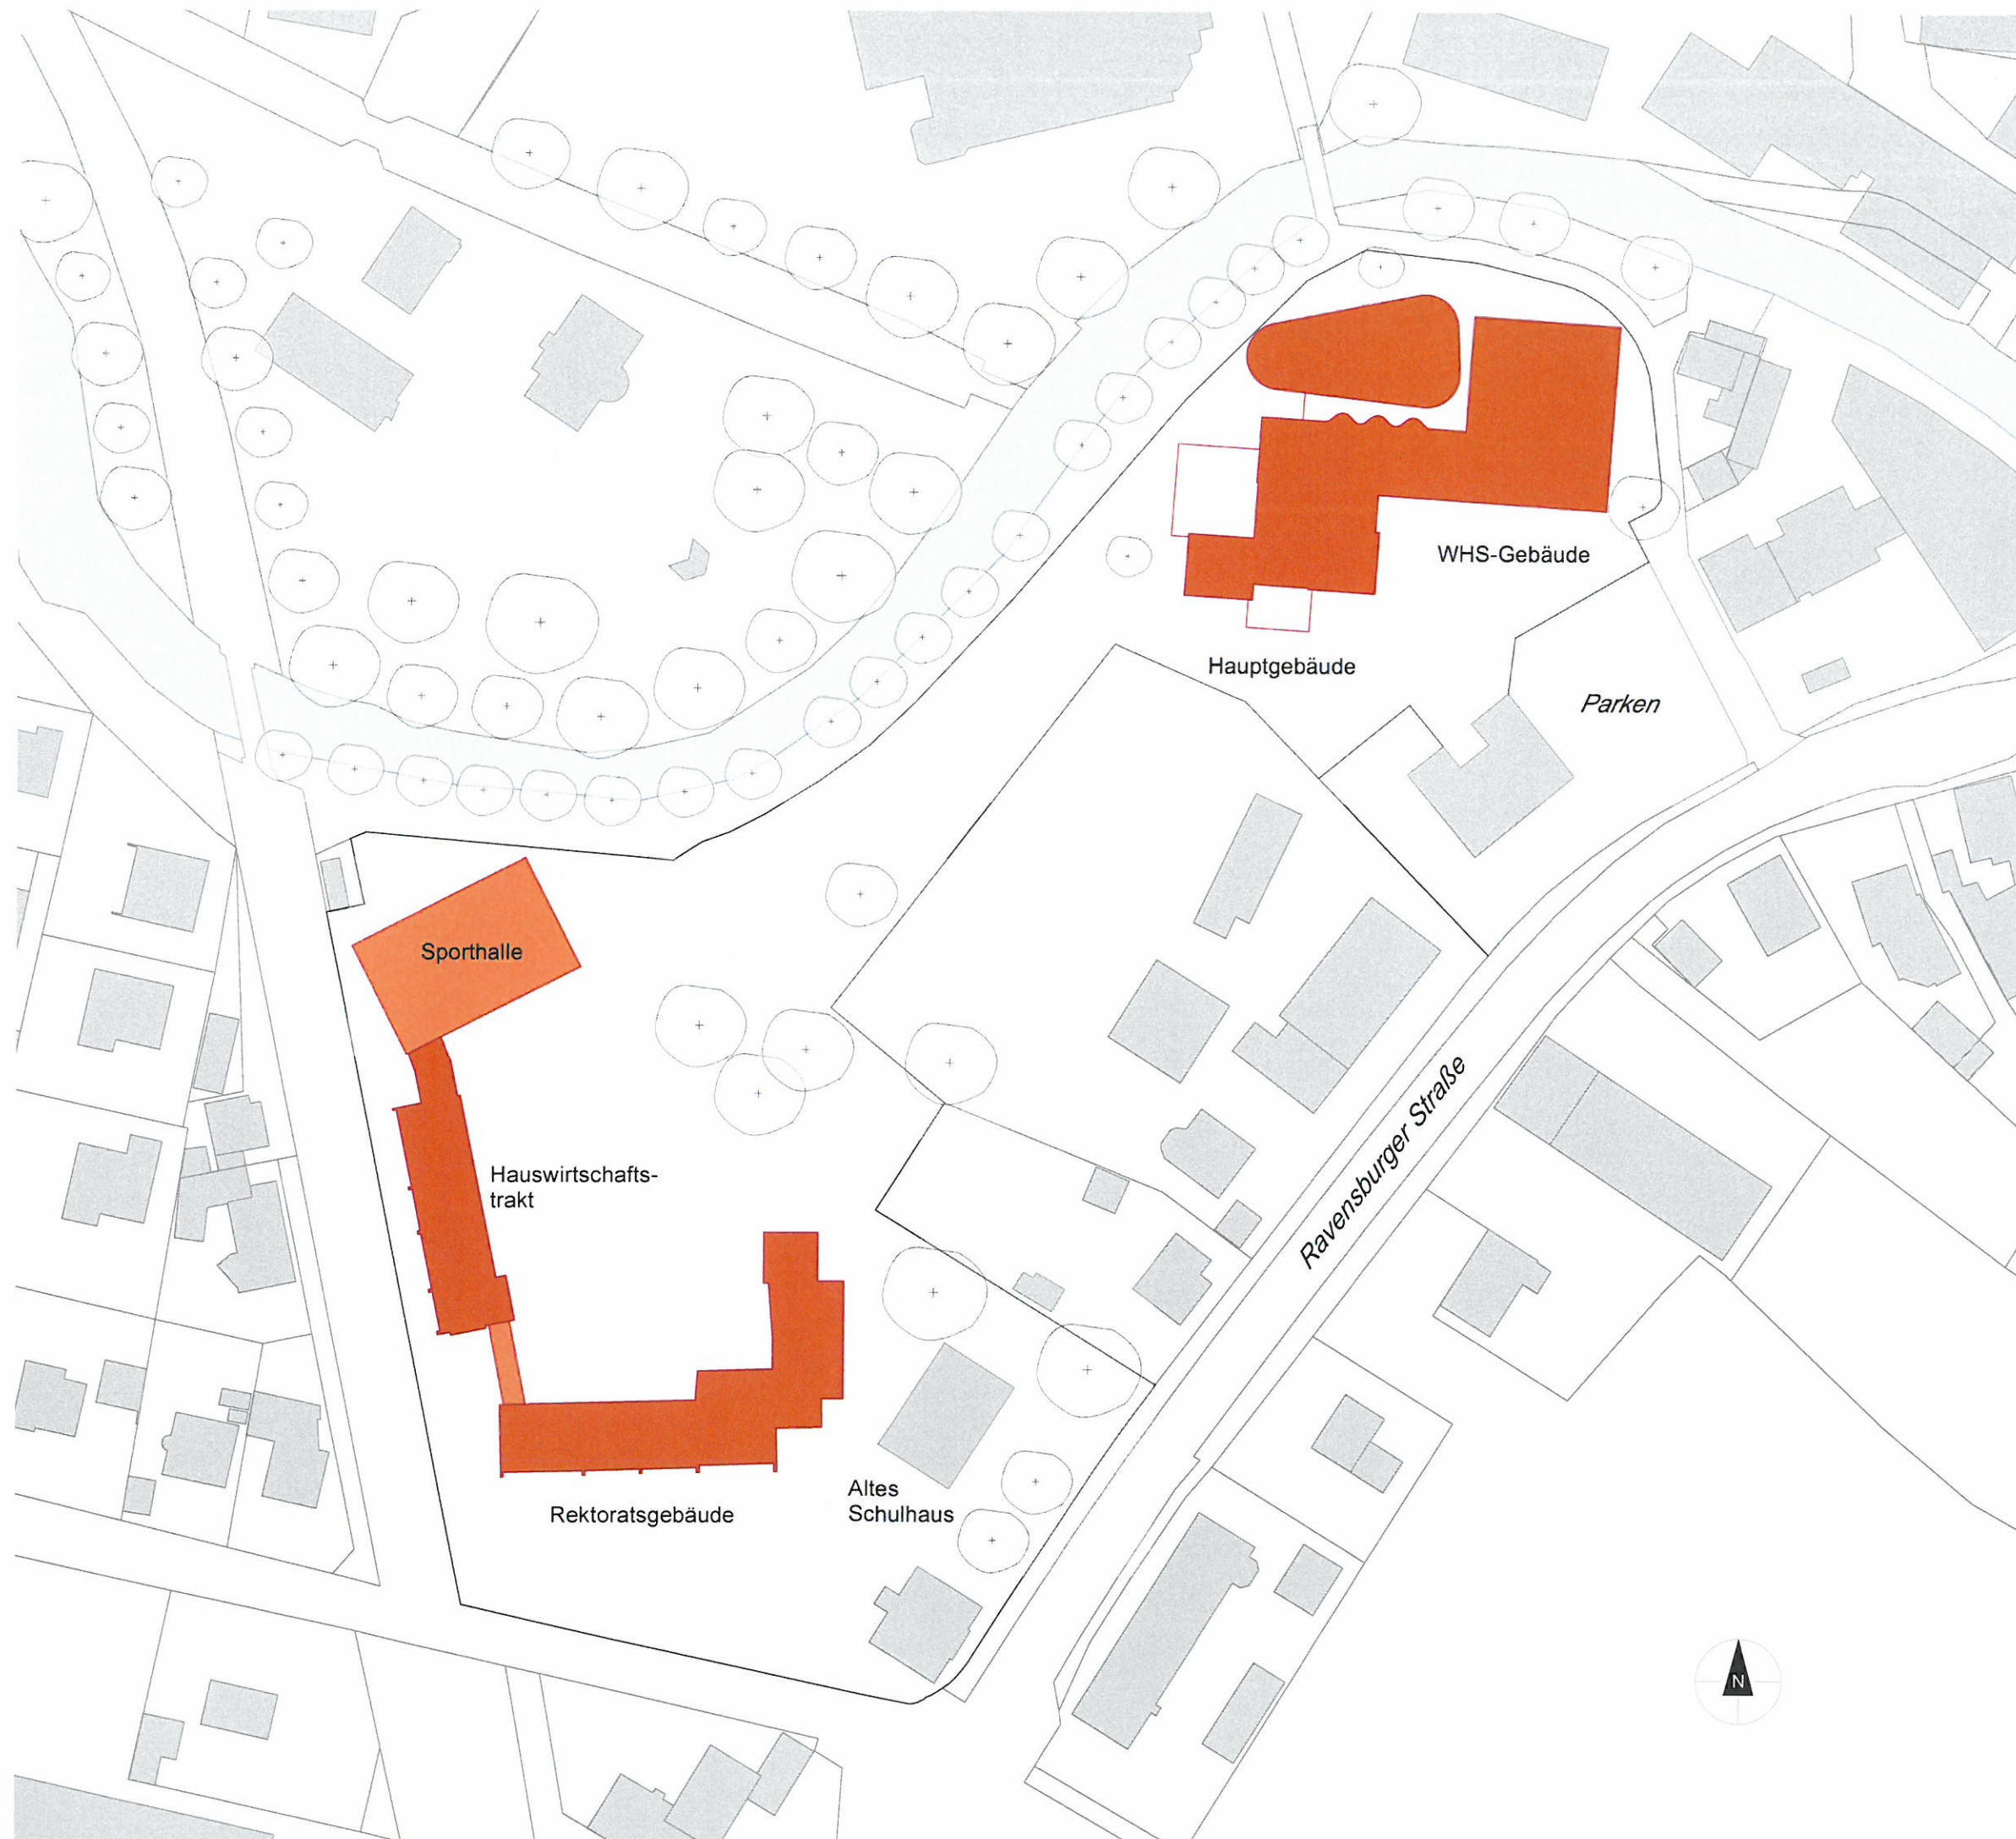 WHS-Gebäude
Hauptgebäude
Parken
Sporthalle
Ravensburger Straße
Hauswirtschafts-
trakt
Altes
Schulhaus
Rektoratsgebäude
N